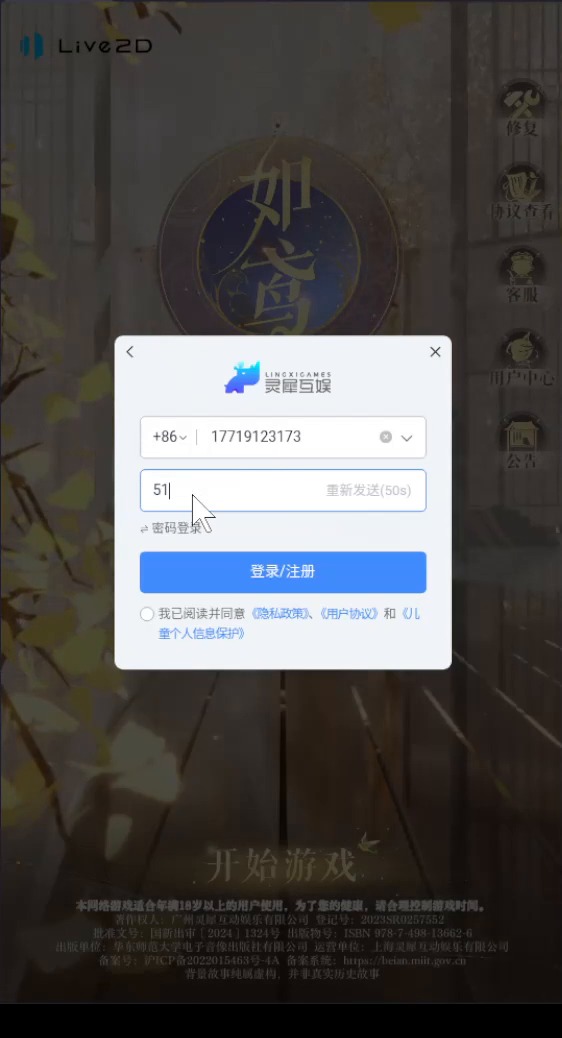 Live2D
修复
协议查看
客服
用户中心
公告
如鸢
LINGXIGAMES
灵犀互娱
+86
17719123173
51
重新发送(50s)
密码登录
登录/注册
我已阅读并同意《隐私政策》、《用户协议》和《儿
童个人信息保护》
开始游戏
本网络游戏适合年满18岁以上的用户使用，为了您的健康，请合理控制游戏时间。
著作权人：广州灵犀互动娱乐有限公司 登记号：2023SR0257552
批准文号：国新出审［2024］1324号 出版物号：ISBN 978-7-498-13662-6
出版单位：华东师范大学电子音像出版社有限公司 运营单位：上海灵犀互动娱乐有限公司
备案号：沪ICP备2022015463号-4A 备案系统：https://beian.miit.gov.cn
背景故事纯属虚构，并非真实历史故事